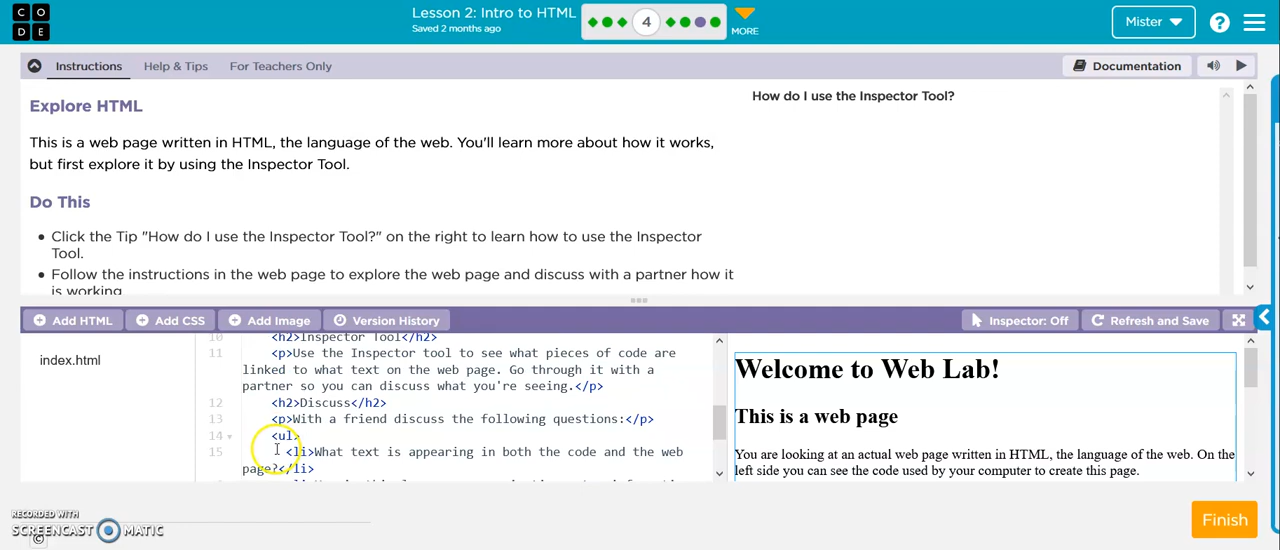 C O
D E
Lesson 2: Intro to HTML
Saved 2 months ago
4
MORE
Mister
?
Instructions
Help & Tips
For Teachers Only
Documentation
Explore HTML
This is a web page written in HTML, the language of the web. You'll learn more about how it works,
but first explore it by using the Inspector Tool.
Do This
• Click the Tip "How do I use the Inspector Tool?" on the right to learn how to use the Inspector
Tool.
• Follow the instructions in the web page to explore the web page and discuss with a partner how it
is working
How do I use the Inspector Tool?
Add HTML
Add CSS
Add Image
Version History
Inspector: Off
Refresh and Save
index.html
10 <h2>Inspector Tool</h2>
11 <p>Use the Inspector tool to see what pieces of code are
linked to what text on the web page. Go through it with a
partner so you can discuss what you're seeing.</p>
12 <h2>Discuss</h2>
13 <p>With a friend discuss the following questions:</p>
14 <ul>
15 <li>What text is appearing in both the code and the web
page?</li>
Welcome to Web Lab!
This is a web page
You are looking at an actual web page written in HTML, the language of the web. On the
left side you can see the code used by your computer to create this page.
Finish
RECORDED WITH
SCREENCAST MATIC
©